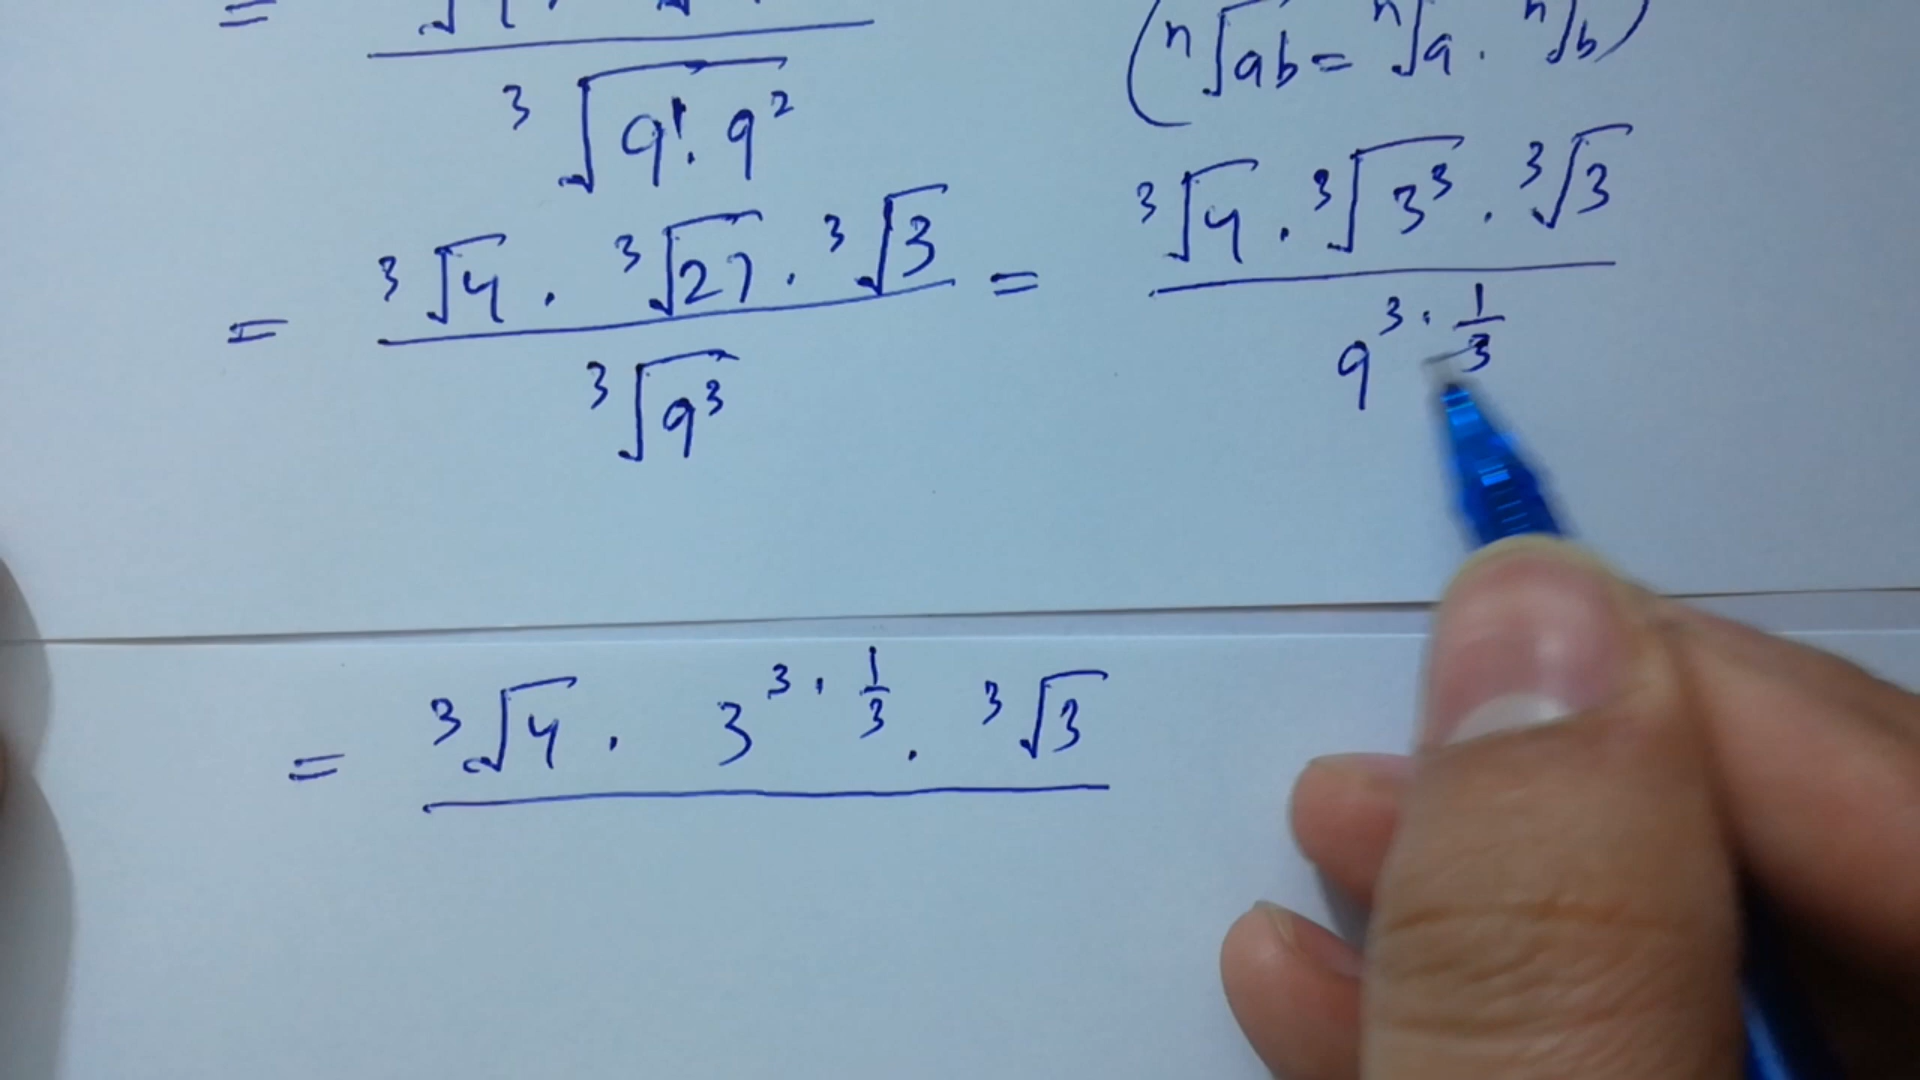 =
(ⁿ√ab = ⁿ√a . ⁿ√b)
³√(9¹ . 9²)
= (³√4 . ³√27 . ³√3) / ³√(9³) = (³√4 . ³√(3³) . ³√3) / 9^(3 · 1/3)
= ³√4 . 3^(3 · 1/3) . ³√3